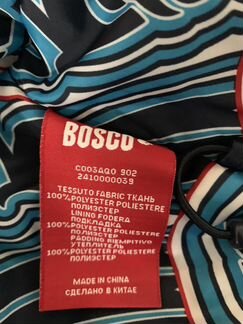 BOSCO
C003AQ0 902
2410000039
TESSUTO FABRIC ТКАНЬ
100%POLYESTER POLIESTERE
ПОЛИЭСТЕР
LINING FODERA
ПОДКЛАДКА
100%POLYESTER POLIESTERE
ПОЛИЭСТЕР
PADDING RIEMPITIVO
УТЕПЛИТЕЛЬ
100%POLYESTER POLIESTERE
ПОЛИЭСТЕР
MADE IN CHINA
СДЕЛАНО В КИТАЕ